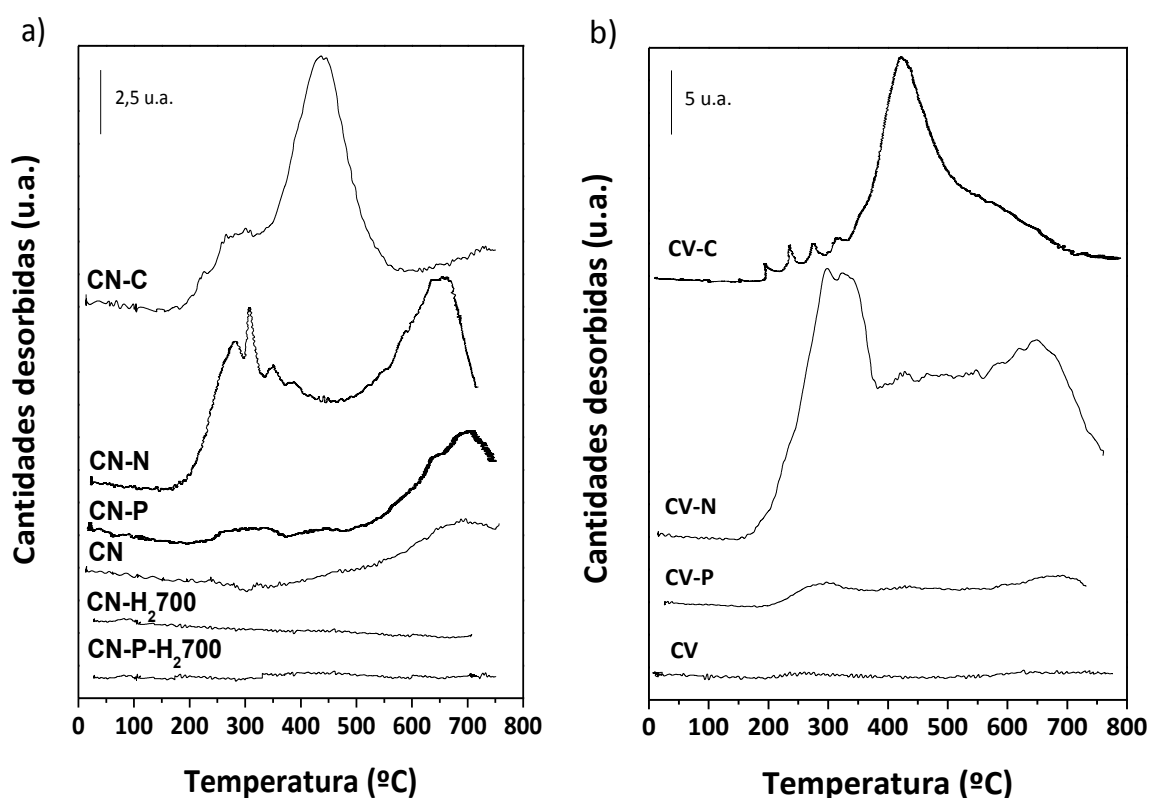 a)
2,5 u.a.
CN-C
CN-N
CN-P
CN
CN-H₂700
CN-P-H₂700
0 100 200 300 400 500 600 700 800
Temperatura (ºC)
Cantidades desorbidas (u.a.)
b)
5 u.a.
CV-C
CV-N
CV-P
CV
0 100 200 300 400 500 600 700 800
Temperatura (ºC)
Cantidades desorbidas (u.a.)